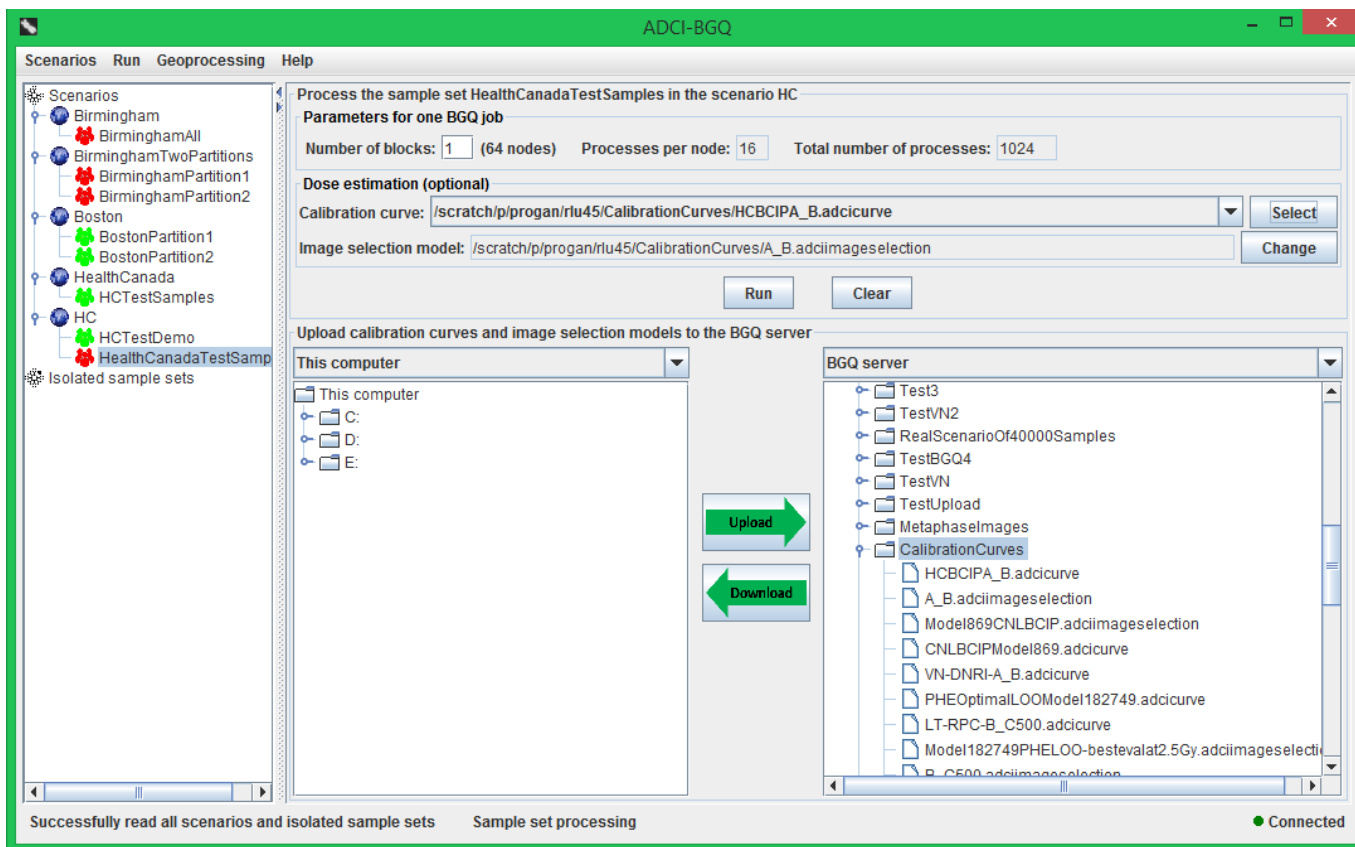 ADCI-BGQ
Scenarios Run Geoprocessing Help
Scenarios
Birmingham
BirminghamAll
BirminghamTwoPartitions
BirminghamPartition1
BirminghamPartition2
Boston
BostonPartition1
BostonPartition2
HealthCanada
HCTestSamples
HC
HCTestDemo
HealthCanadaTestSamp
Isolated sample sets
Process the sample set HealthCanadaTestSamples in the scenario HC
Parameters for one BGQ job
Number of blocks: 1 (64 nodes) Processes per node: 16 Total number of processes: 1024
Dose estimation (optional)
Calibration curve: /scratch/p/progan/rlu45/CalibrationCurves/HCBCIPA_B.adcicurve Select
Image selection model: /scratch/p/progan/rlu45/CalibrationCurves/A_B.adciimageselection Change
Run Clear
Upload calibration curves and image selection models to the BGQ server
This computer
This computer
C:
D:
E:
Upload
Download
BGQ server
Test3
TestVN2
RealScenarioOf40000Samples
TestBGQ4
TestVN
TestUpload
MetaphaseImages
CalibrationCurves
HCBCIPA_B.adcicurve
A_B.adciimageselection
Model869CNLBCIP.adciimageselection
CNLBCIPModel869.adcicurve
VN-DNRI-A_B.adcicurve
PHEOptimalLOOModel182749.adcicurve
LT-RPC-B_C500.adcicurve
Model182749PHELOO-bestevalat2.5Gy.adciimageselecti
B_C500.adciimageselection
Successfully read all scenarios and isolated sample sets Sample set processing Connected